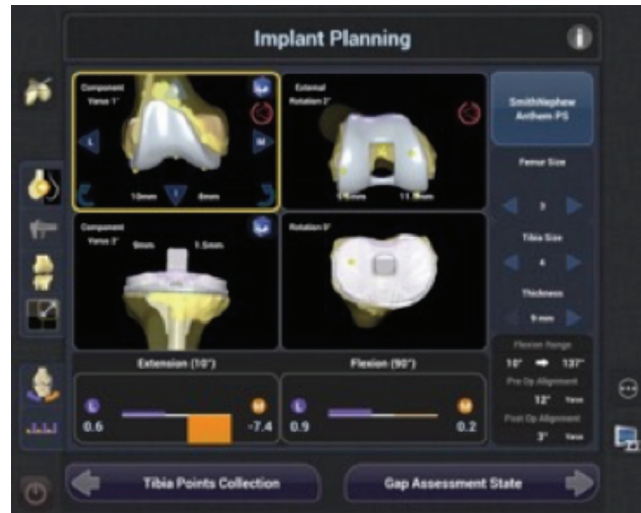 Implant Planning
Component
Varus 1°
L
M
10mm
I
6mm
External
Rotation 0°
SmithNephew
Anthem PS
Femur Size
3
Component
Varus 2°
9mm
1.5mm
Rotation 0°
Tibia Size
4
Thickness
9 mm
Extension (10°)
Flexion (90°)
Flexion Range
10°
137°
Pre Op Alignment
12° Varus
Post Op Alignment
3° Varus
L
0.6
M
-7.4
L
0.9
M
0.2
Tibia Points Collection
Gap Assessment State